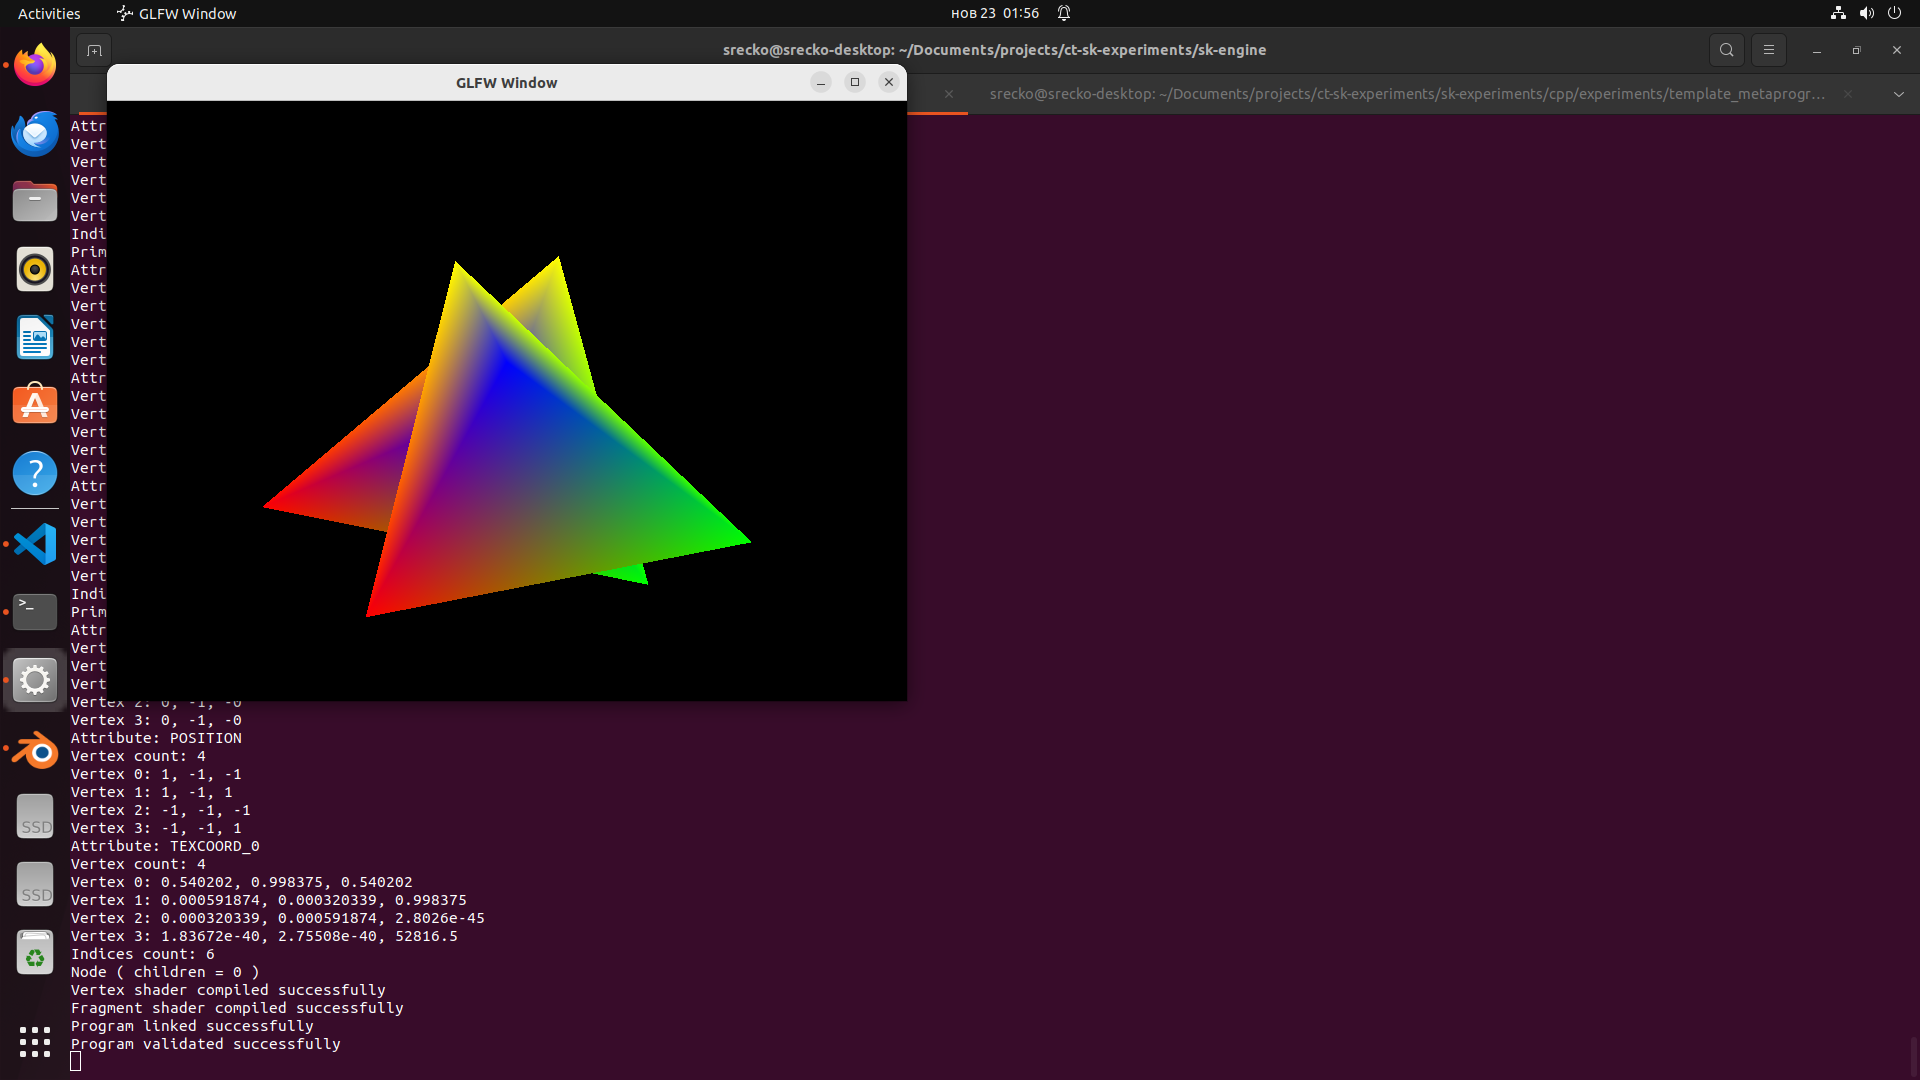 Activities
GLFW Window
нов 23 01:56
srecko@srecko-desktop: ~/Documents/projects/ct-sk-experiments/sk-engine
GLFW Window
srecko@srecko-desktop: ~/Documents/projects/ct-sk-experiments/sk-experiments/cpp/experiments/template_metaprogr…
Attr
Vert
Vert
Vert
Vert
Vert
Indi
Prim
Attr
Vert
Vert
Vert
Vert
Vert
Attr
Vert
Vert
Vert
Vert
Vert
Attr
Vert
Vert
Vert
Vert
Vert
Indi
Prim
Attr
Vert
Vert
Vert
Vertex 2: 0, -1, -0
Vertex 3: 0, -1, -0
Attribute: POSITION
Vertex count: 4
Vertex 0: 1, -1, -1
Vertex 1: 1, -1, 1
Vertex 2: -1, -1, -1
Vertex 3: -1, -1, 1
Attribute: TEXCOORD_0
Vertex count: 4
Vertex 0: 0.540202, 0.998375, 0.540202
Vertex 1: 0.000591874, 0.000320339, 0.998375
Vertex 2: 0.000320339, 0.000591874, 2.8026e-45
Vertex 3: 1.83672e-40, 2.75508e-40, 52816.5
Indices count: 6
Node ( children = 0 )
Vertex shader compiled successfully
Fragment shader compiled successfully
Program linked successfully
Program validated successfully
SSD
SSD